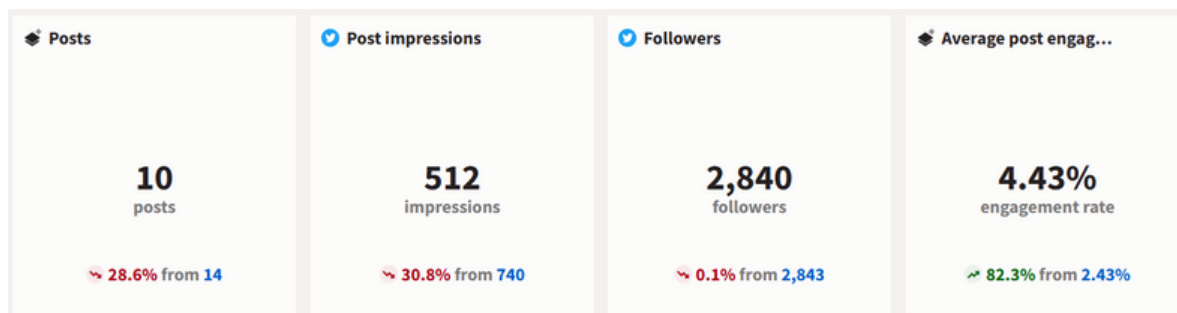 Posts
10
posts
28.6% from 14
Post impressions
512
impressions
30.8% from 740
Followers
2,840
followers
0.1% from 2,843
Average post engag...
4.43%
engagement rate
82.3% from 2.43%